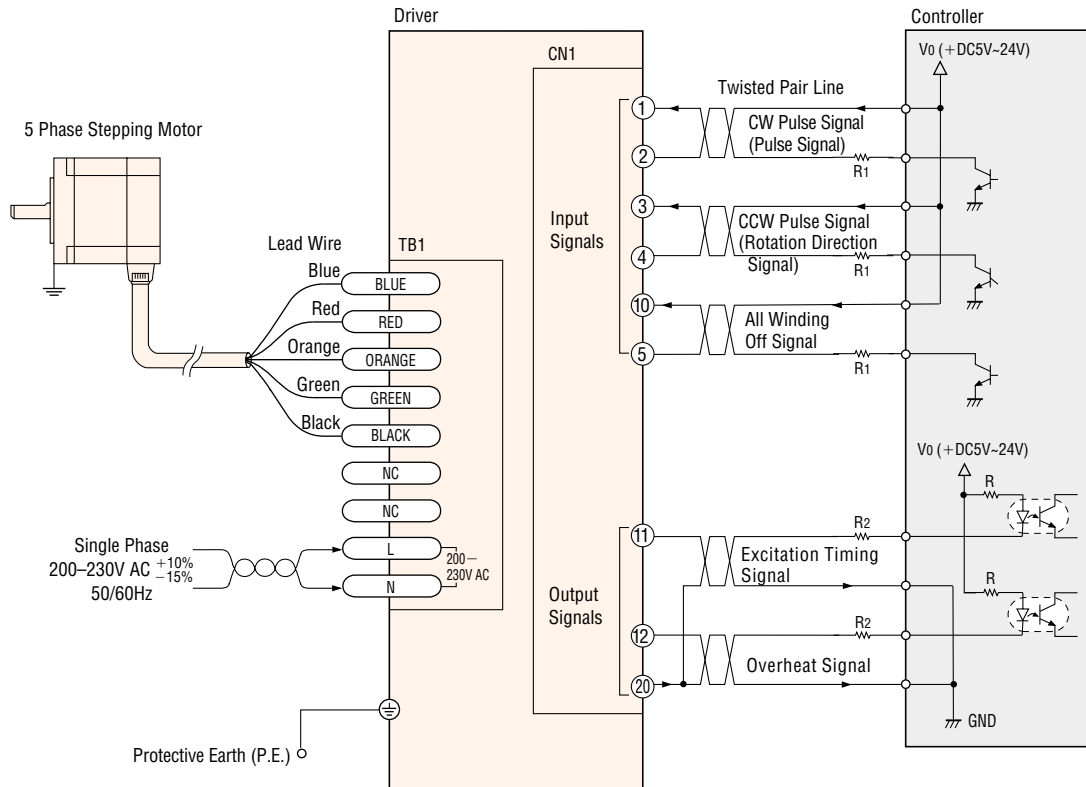 Driver
Controller
CN1
V0 (+DC5V~24V)
5 Phase Stepping Motor
Twisted Pair Line
1
CW Pulse Signal
(Pulse Signal)
2
R1
3
Input
Signals
CCW Pulse Signal
(Rotation Direction
Signal)
4
R1
Lead Wire
TB1
Blue
BLUE
10
Red
RED
All Winding
Off Signal
Orange
ORANGE
5
R1
Green
GREEN
Black
BLACK
NC
V0 (+DC5V~24V)
R
NC
11
R2
Single Phase
200–230V AC +10%
−15%
50/60Hz
L
N
200–
230V AC
Excitation Timing
Signal
Output
Signals
R
12
R2
Overheat Signal
20
GND
Protective Earth (P.E.)